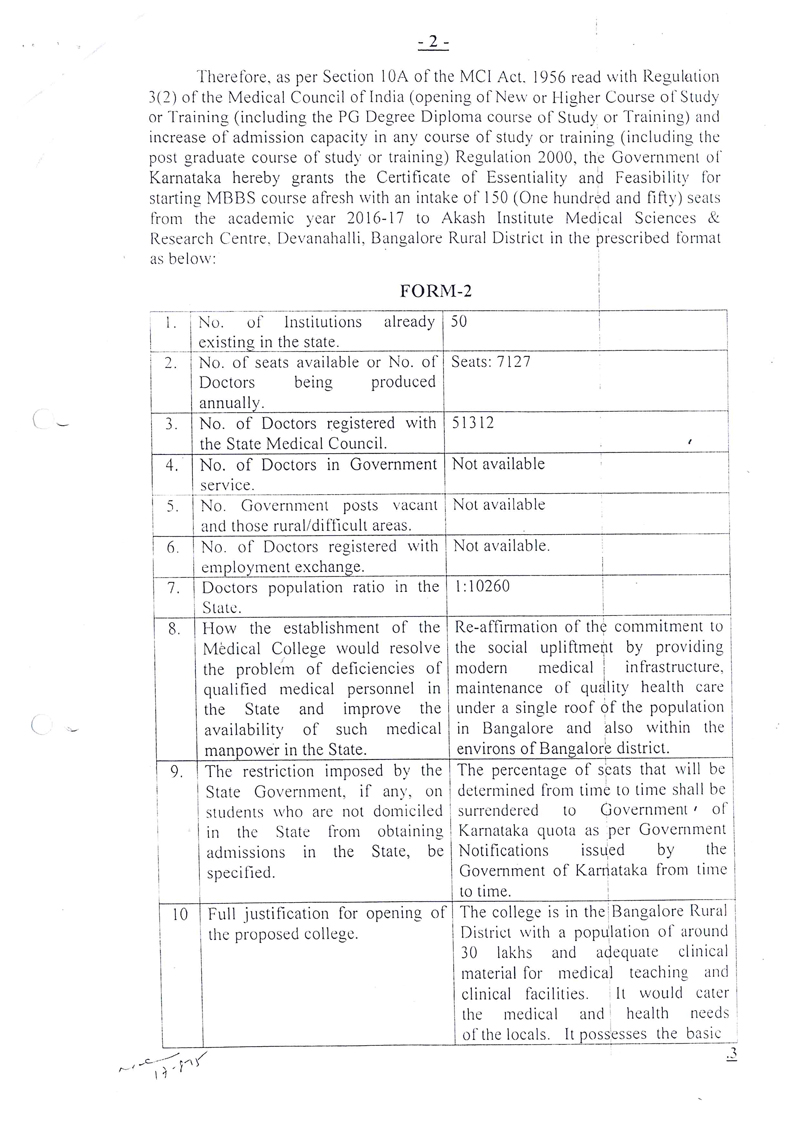 - 2 -
Therefore, as per Section 10A of the MCI Act. 1956 read with Regulation
3(2) of the Medical Council of India (opening of New or Higher Course of Study
or Training (including the PG Degree Diploma course of Study or Training) and
increase of admission capacity in any course of study or training (including the
post graduate course of study or training) Regulation 2000, the Government of
Karnataka hereby grants the Certificate of Essentiality and Feasibility for
starting MBBS course afresh with an intake of 150 (One hundred and fifty) seats
from the academic year 2016-17 to Akash Institute Medical Sciences &
Research Centre, Devanahalli, Bangalore Rural District in the prescribed format
as below:
FORM-2
1. No. of Institutions already 50
existing in the state.
2. No. of seats available or No. of Seats: 7127
Doctors being produced
annually.
3. No. of Doctors registered with 51312
the State Medical Council.
4. No. of Doctors in Government Not available
service.
5. No. Government posts vacant Not available
and those rural/difficult areas.
6. No. of Doctors registered with Not available.
employment exchange.
7. Doctors population ratio in the 1:10260
State.
8. How the establishment of the Re-affirmation of the commitment to
Medical College would resolve the social upliftment by providing
the problem of deficiencies of modern medical infrastructure,
qualified medical personnel in maintenance of quality health care
the State and improve the under a single roof of the population
availability of such medical in Bangalore and also within the
manpower in the State. environs of Bangalore district.
9. The restriction imposed by the The percentage of seats that will be
State Government, if any, on determined from time to time shall be
students who are not domiciled surrendered to Government of
in the State from obtaining Karnataka quota as per Government
admissions in the State, be Notifications issued by the
specified. Government of Karnataka from time
to time.
10 Full justification for opening of The college is in the Bangalore Rural
the proposed college. District with a population of around
30 lakhs and adequate clinical
material for medical teaching and
clinical facilities. It would cater
the medical and health needs
of the locals. It possesses the basic
..3